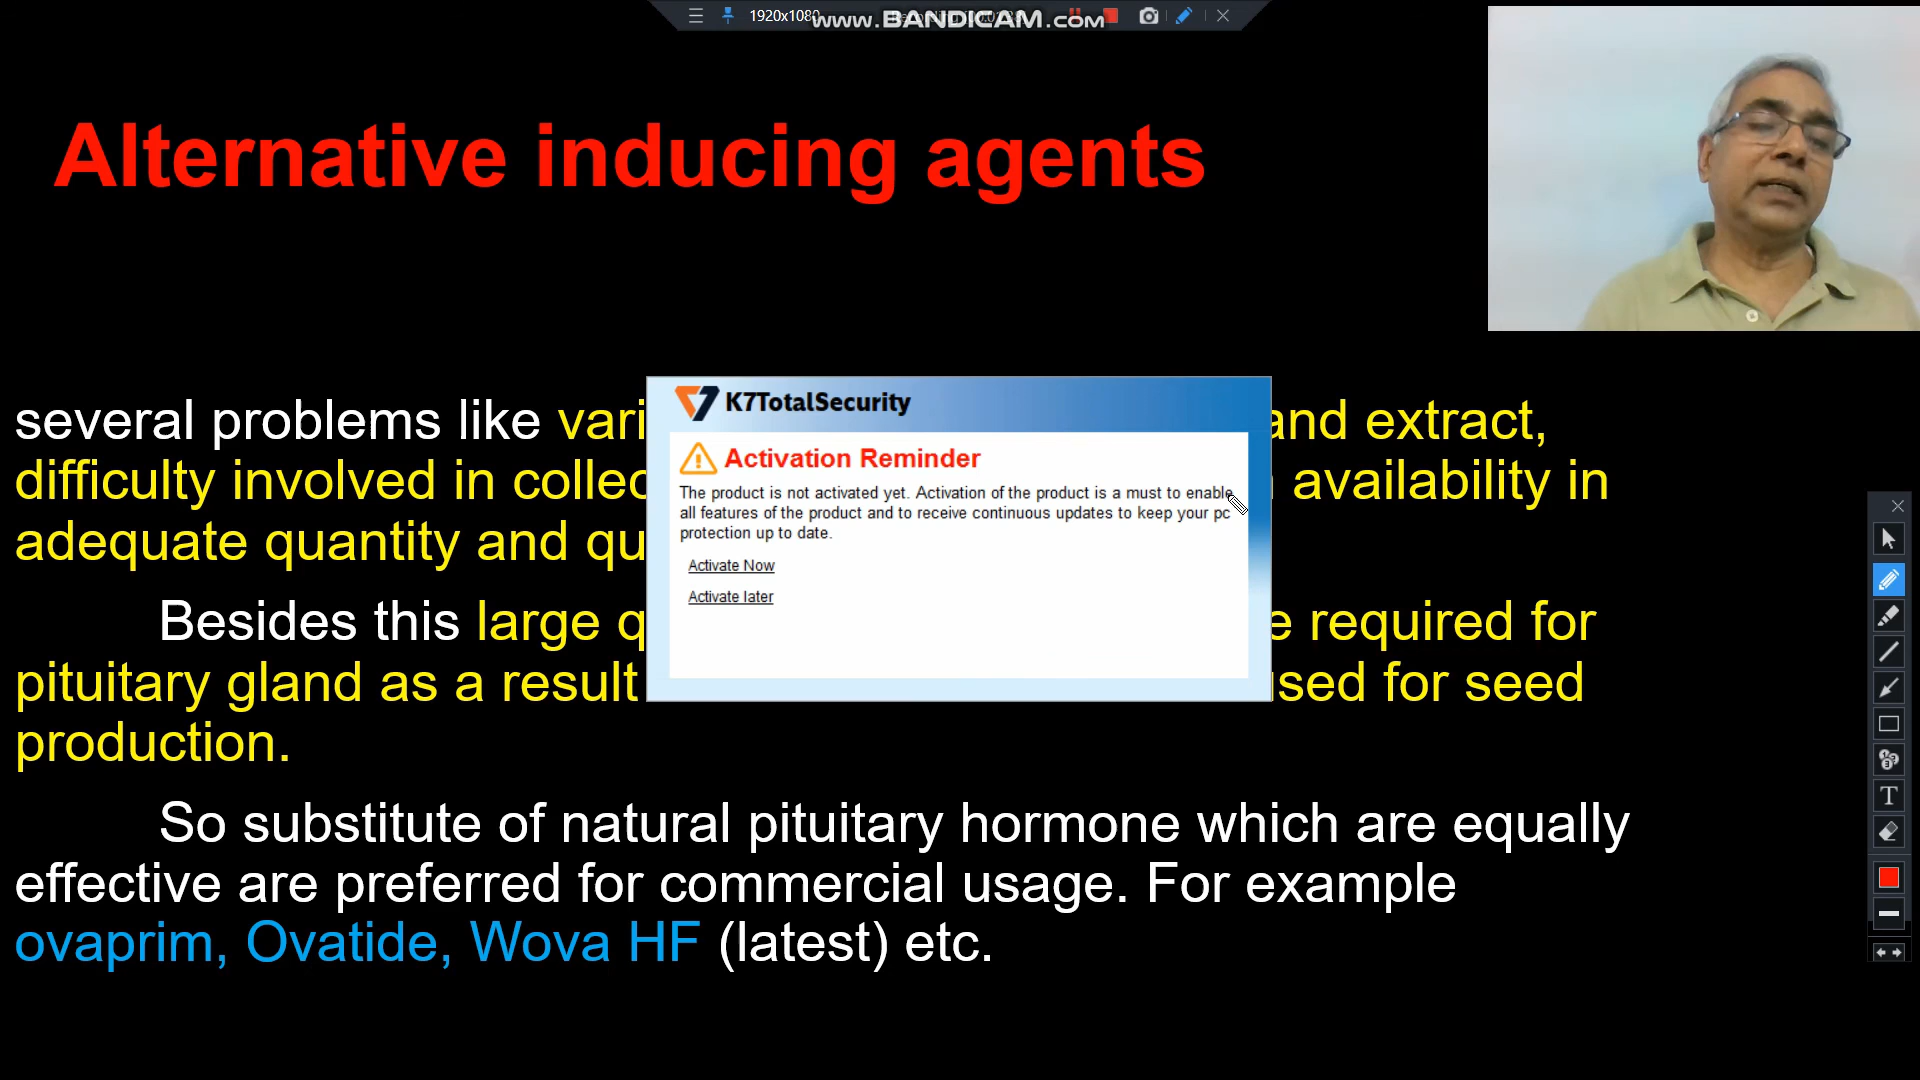 1920x1080
www.BANDICAM.com
Alternative inducing agents
several problems like vari and extract,
difficulty involved in collec availability in
adequate quantity and qu
Besides this large q e required for
pituitary gland as a result sed for seed
production.
So substitute of natural pituitary hormone which are equally
effective are preferred for commercial usage. For example
ovaprim, Ovatide, Wova HF (latest) etc.
K7TotalSecurity
Activation Reminder
The product is not activated yet. Activation of the product is a must to enable
all features of the product and to receive continuous updates to keep your pc
protection up to date.
Activate Now
Activate later
T